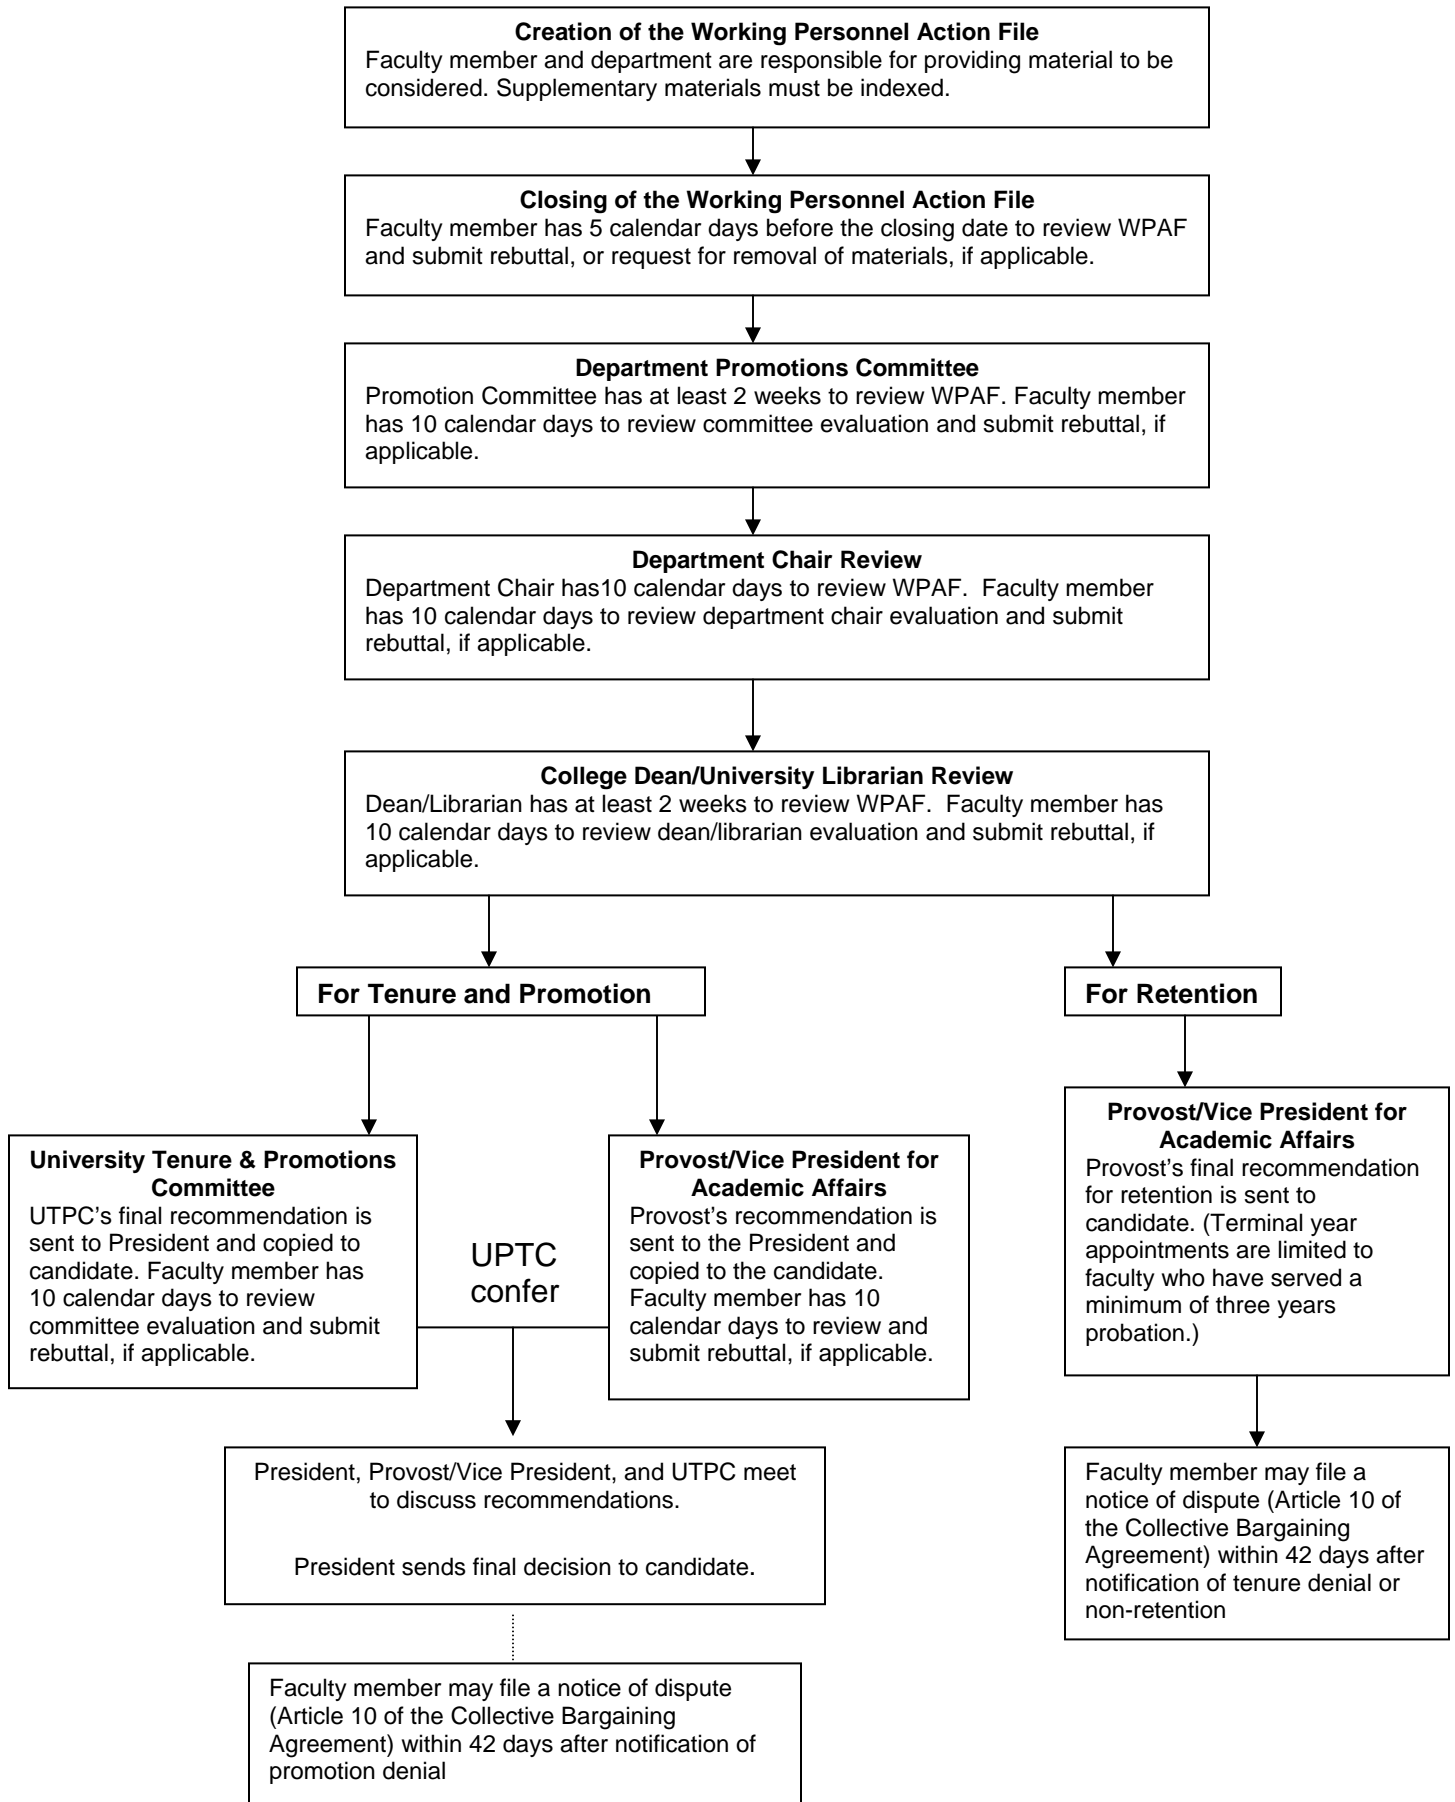 Creation of the Working Personnel Action File
Faculty member and department are responsible for providing material to be
considered. Supplementary materials must be indexed.
Closing of the Working Personnel Action File
Faculty member has 5 calendar days before the closing date to review WPAF
and submit rebuttal, or request for removal of materials, if applicable.
Department Promotions Committee
Promotion Committee has at least 2 weeks to review WPAF. Faculty member
has 10 calendar days to review committee evaluation and submit rebuttal, if
applicable.
Department Chair Review
Department Chair has10 calendar days to review WPAF.  Faculty member
has 10 calendar days to review department chair evaluation and submit
rebuttal, if applicable.
College Dean/University Librarian Review
Dean/Librarian has at least 2 weeks to review WPAF.  Faculty member has
10 calendar days to review dean/librarian evaluation and submit rebuttal, if
applicable.
For Tenure and Promotion
For Retention
University Tenure & Promotions
Committee
UTPC’s final recommendation is
sent to President and copied to
candidate. Faculty member has
10 calendar days to review
committee evaluation and submit
rebuttal, if applicable.
UPTC
confer
Provost/Vice President for
Academic Affairs
Provost’s recommendation is
sent to the President and
copied to the candidate.
Faculty member has 10
calendar days to review and
submit rebuttal, if applicable.
Provost/Vice President for
Academic Affairs
Provost’s final recommendation
for retention is sent to
candidate. (Terminal year
appointments are limited to
faculty who have served a
minimum of three years
probation.)
President, Provost/Vice President, and UTPC meet
to discuss recommendations.
President sends final decision to candidate.
Faculty member may file a
notice of dispute (Article 10 of
the Collective Bargaining
Agreement) within 42 days after
notification of tenure denial or
non-retention
Faculty member may file a notice of dispute
(Article 10 of the Collective Bargaining
Agreement) within 42 days after notification of
promotion denial